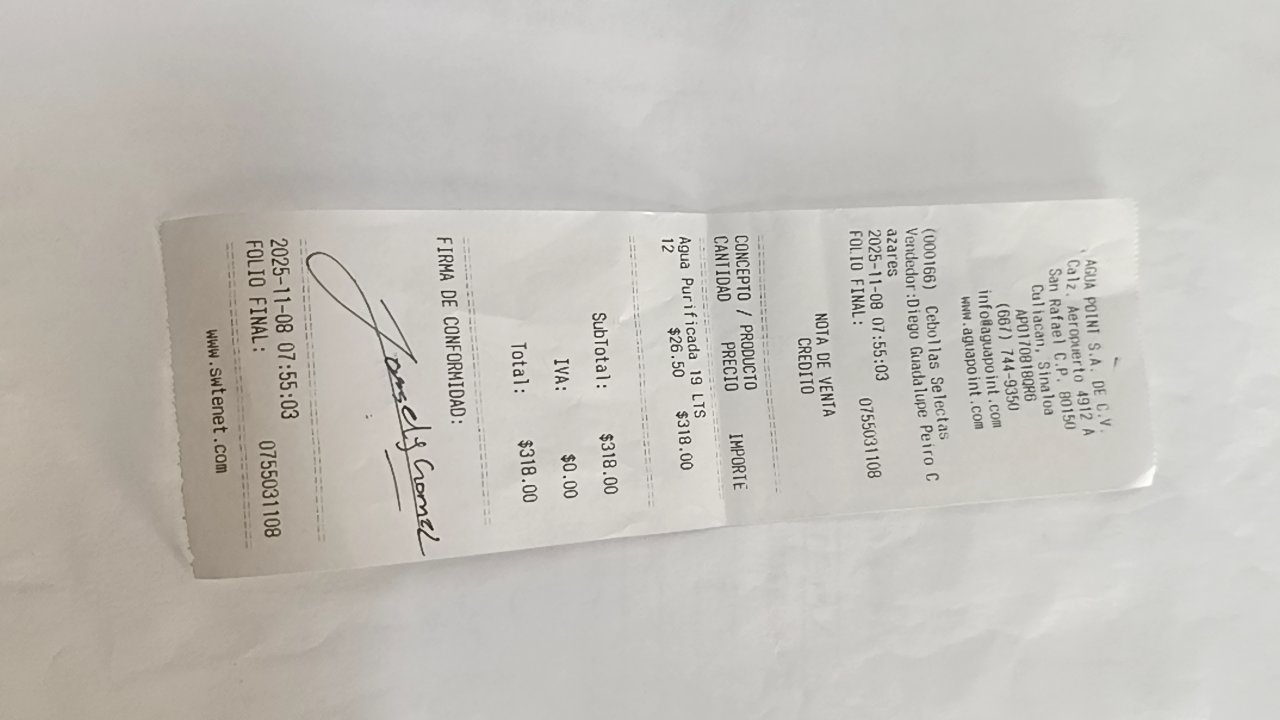 AGUA POINT S.A. DE C.V.
Calz. Aeropuerto 4912 A
San Rafael C.P. 80150
Culiacan, Sinaloa
APO170818QR6
(667) 744-9350
info@aguapoint.com
www.aguapoint.com
(000166) Cebollas Selectas
Vendedor:Diego Guadalupe Peiro C
azares
2025-11-08 07:55:03 0755031108
FOLIO FINAL:
NOTA DE VENTA
CREDITO
CONCEPTO / PRODUCTO
CANTIDAD PRECIO IMPORTE
Agua Purificada 19 LTS
12 $26.50 $318.00
SubTotal: $318.00
IVA: $0.00
Total: $318.00
FIRMA DE CONFORMIDAD:
2025-11-08 07:55:03
FOLIO FINAL: 0755031108
www.swtenet.com